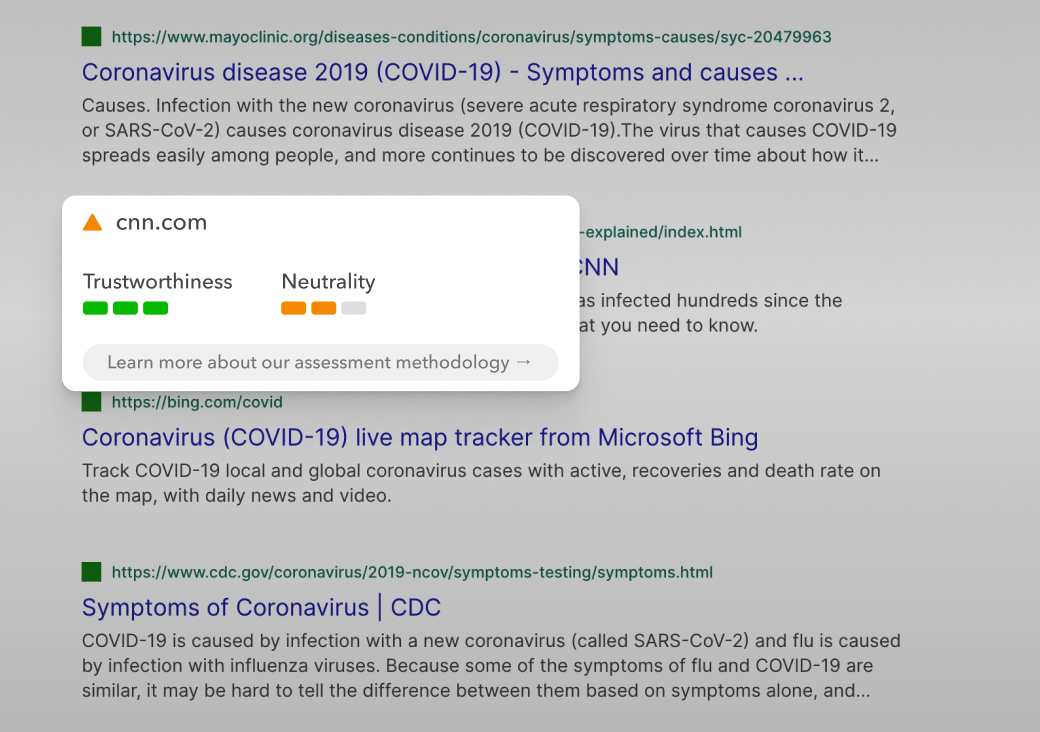 https://www.mayoclinic.org/diseases-conditions/coronavirus/symptoms-causes/syc-20479963
Coronavirus disease 2019 (COVID-19) - Symptoms and causes ...
Causes. Infection with the new coronavirus (severe acute respiratory syndrome coronavirus 2,
or SARS-CoV-2) causes coronavirus disease 2019 (COVID-19).The virus that causes COVID-19
spreads easily among people, and more continues to be discovered over time about how it...
cnn.com
-explained/index.html
CNN
Trustworthiness Neutrality
infected hundreds since the
you need to know.
Learn more about our assessment methodology →
https://bing.com/covid
Coronavirus (COVID-19) live map tracker from Microsoft Bing
Track COVID-19 local and global coronavirus cases with active, recoveries and death rate on
the map, with daily news and video.
https://www.cdc.gov/coronavirus/2019-ncov/symptoms-testing/symptoms.html
Symptoms of Coronavirus | CDC
COVID-19 is caused by infection with a new coronavirus (called SARS-CoV-2) and flu is caused
by infection with influenza viruses. Because some of the symptoms of flu and COVID-19 are
similar, it may be hard to tell the difference between them based on symptoms alone, and...